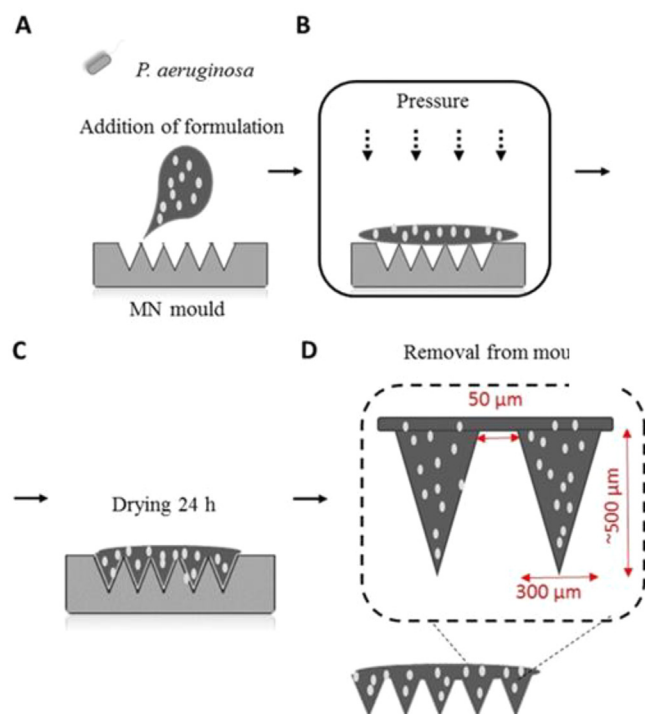 A
P. aeruginosa
Addition of formulation
MN mould
B
Pressure
C
Drying 24 h
D
Removal from mou
50 µm
~500 µm
300 µm